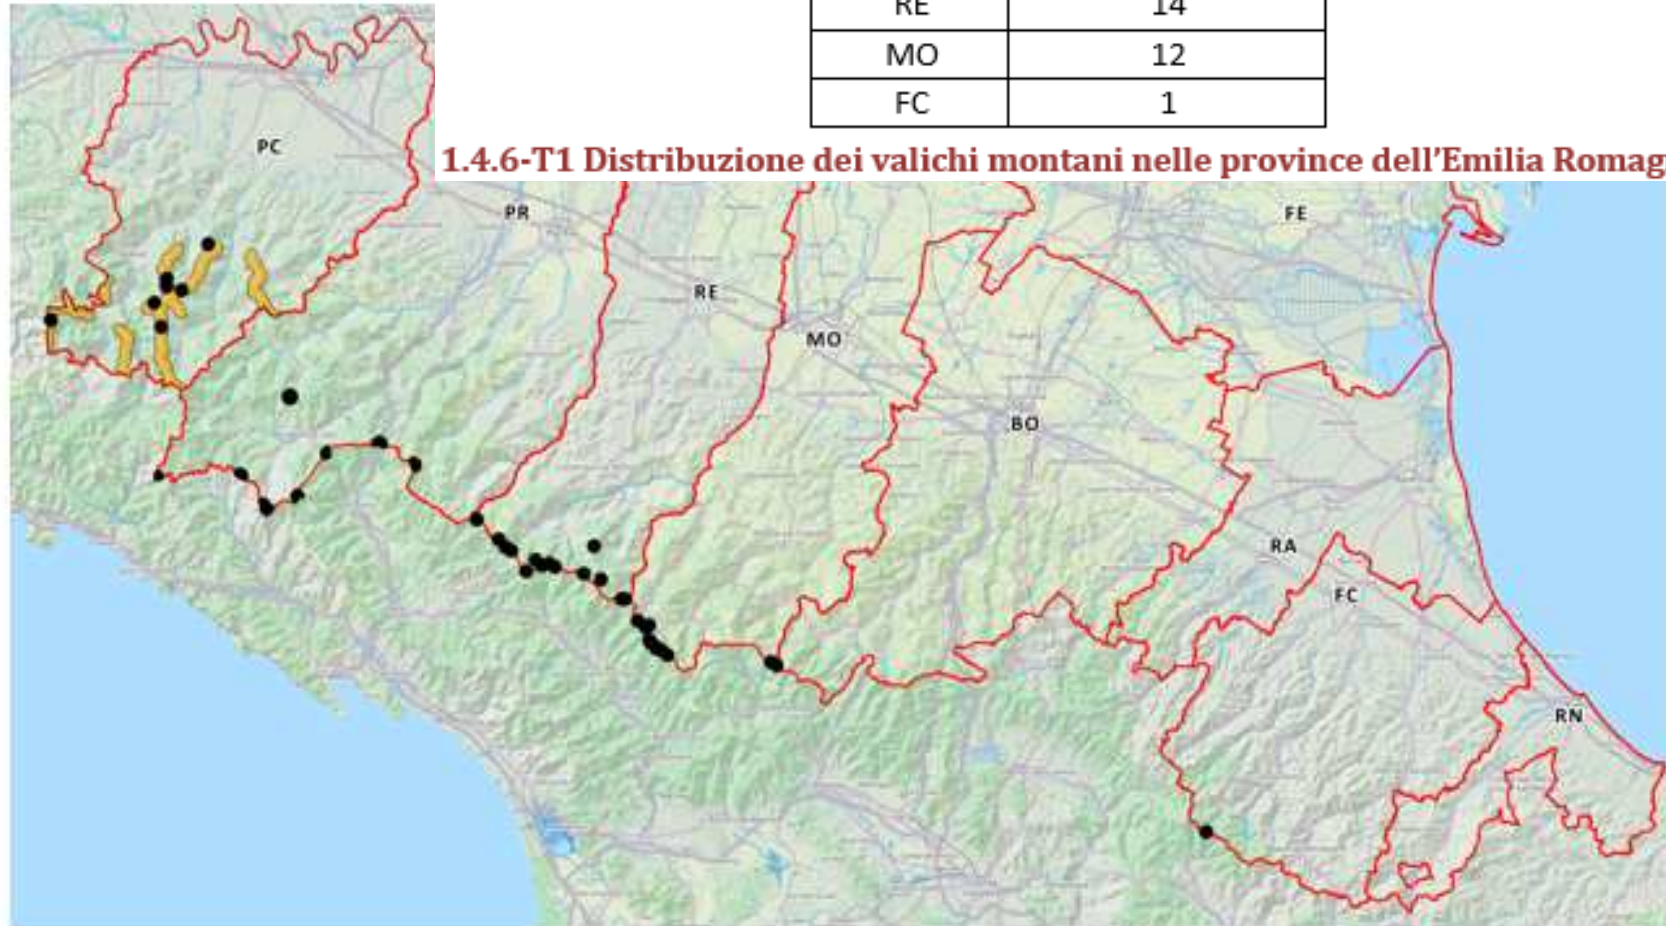 RE 14
MO 12
FC 1
1.4.6-T1 Distribuzione dei valichi montani nelle province dell’Emilia Romag
PC
PR
FE
RE
MO
BO
RA
FC
RN